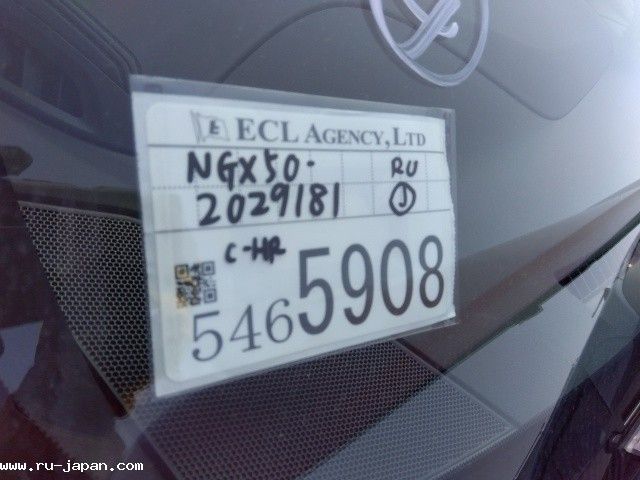 E ECL AGENCY, LTD
NGX50- RU
2029181 J
C-HR
5465908
www.ru-japan.com